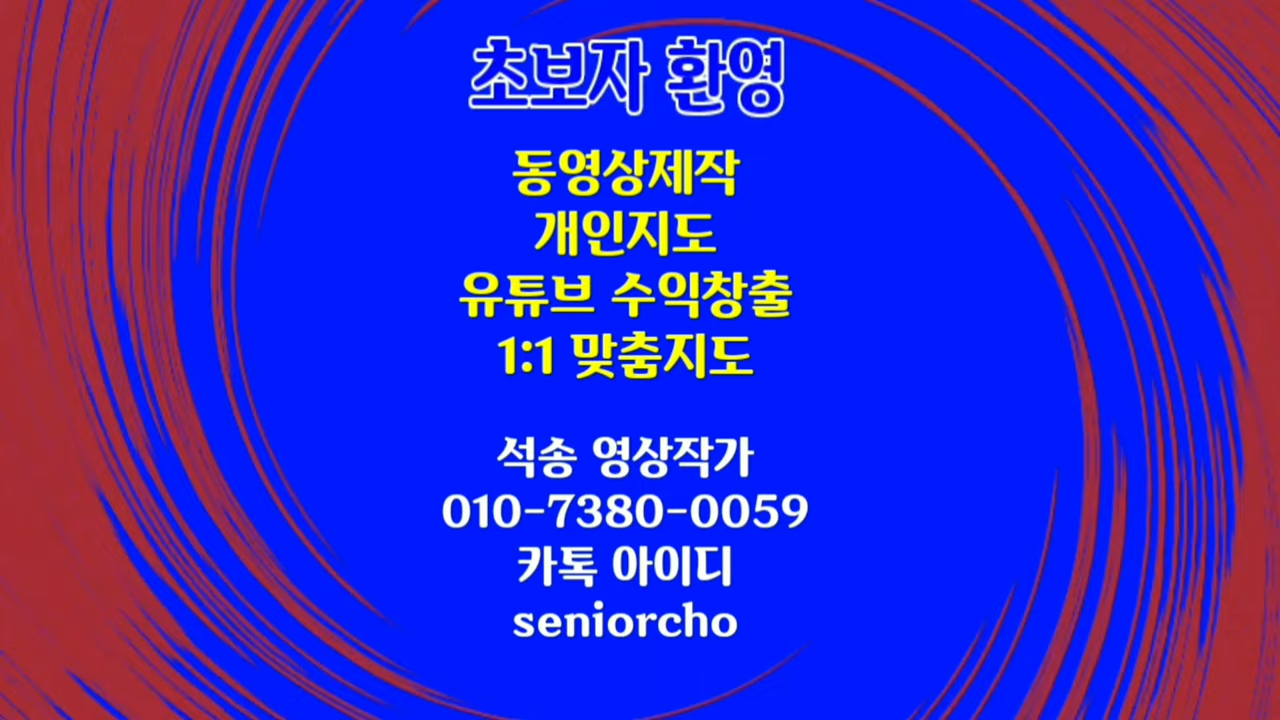 초보자 환영
동영상제작
개인지도
유튜브 수익창출
1:1 맞춤지도
석송 영상작가
010-7380-0059
카톡 아이디
seniorcho